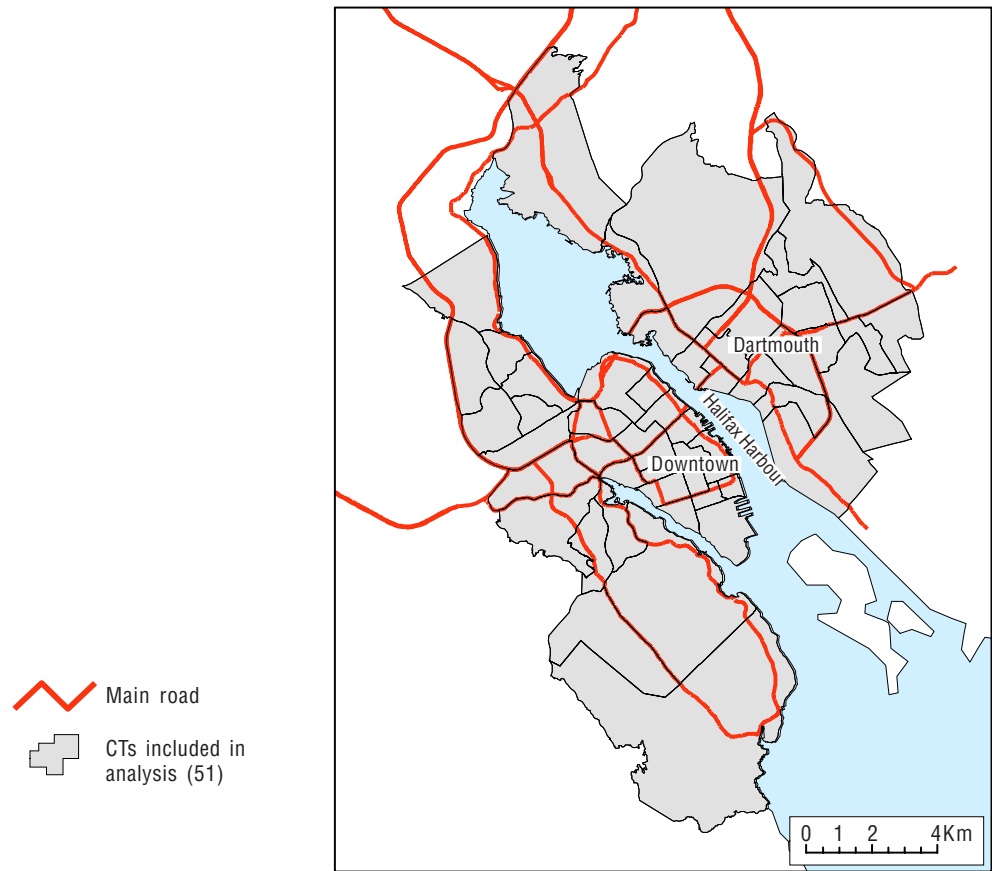 Dartmouth
Halifax Harbour
Downtown
Main road
CTs included in
analysis (51)
0 1 2 4Km